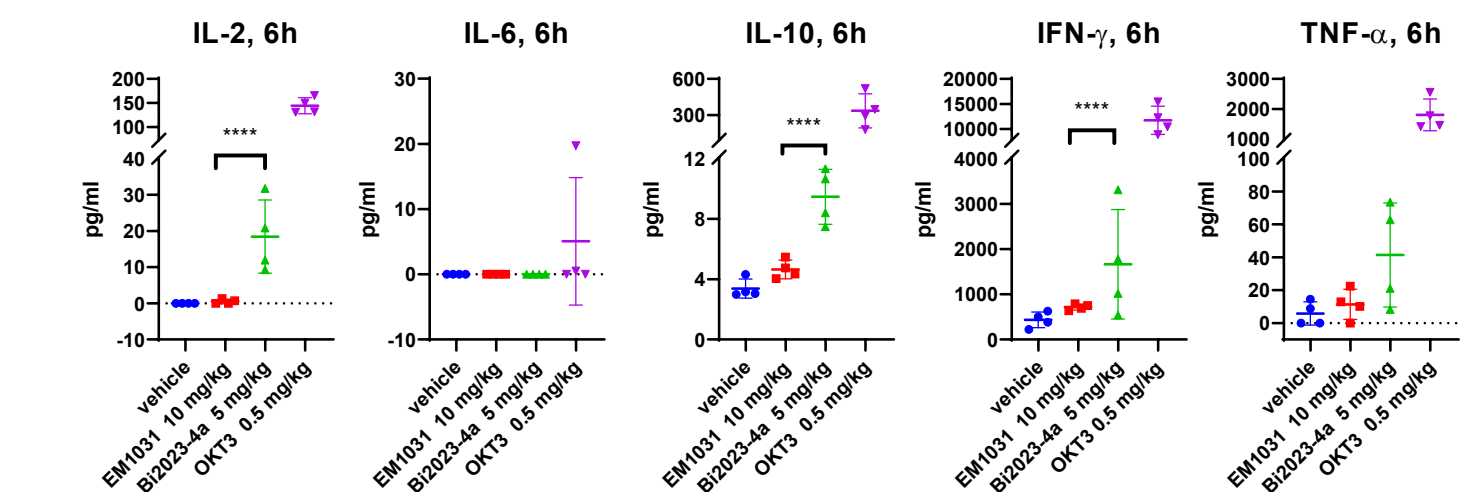 IL-2, 6h
pg/ml
200
150
100
40
30
20
10
0
-10
****
vehicle
EM1031 10 mg/kg
Bi2023-4a 5 mg/kg
OKT3 0.5 mg/kg
IL-6, 6h
pg/ml
30
20
10
0
-10
vehicle
EM1031 10 mg/kg
Bi2023-4a 5 mg/kg
OKT3 0.5 mg/kg
IL-10, 6h
pg/ml
600
300
12
8
4
0
****
vehicle
EM1031 10 mg/kg
Bi2023-4a 5 mg/kg
OKT3 0.5 mg/kg
IFN-γ, 6h
pg/ml
20000
15000
10000
4000
3000
2000
1000
0
****
vehicle
EM1031 10 mg/kg
Bi2023-4a 5 mg/kg
OKT3 0.5 mg/kg
TNF-α, 6h
pg/ml
3000
2000
1000
100
80
60
40
20
0
vehicle
EM1031 10 mg/kg
Bi2023-4a 5 mg/kg
OKT3 0.5 mg/kg